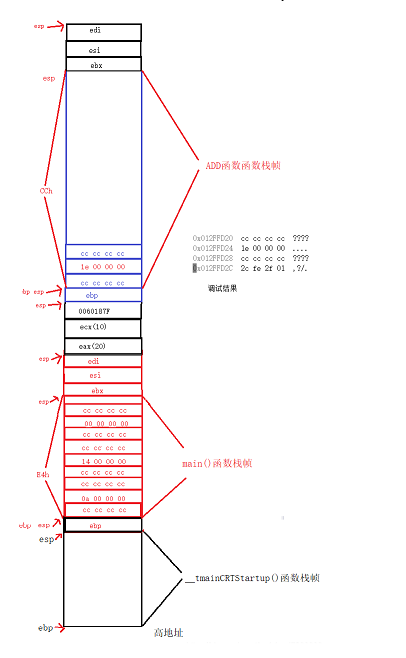 esp edi
esi
ebx
esp
ADD函数函数栈帧
CCh
0x012FFD20 cc cc cc cc ????
cc cc cc cc
0x012FFD24 1e 00 00 00 ....
1e 00 00 00
0x012FFD28 cc cc cc cc ????
0x012FFD2C 2c fe 2f 01 ,?/.
cc cc cc cc
bp esp
调试结果
ebp
esp
0060187F
ecx(10)
eax(20)
esp
edi
esi
ebx
esp
cc cc cc cc
00 00 00 00
cc cc cc cc
cc cc cc cc
14 00 00 00
main()函数栈帧
cc cc cc cc
E4h
cc cc cc cc
0a 00 00 00
cc cc cc cc
ebp esp ebp
esp
__tmainCRTStartup()函数栈帧
ebp
高地址